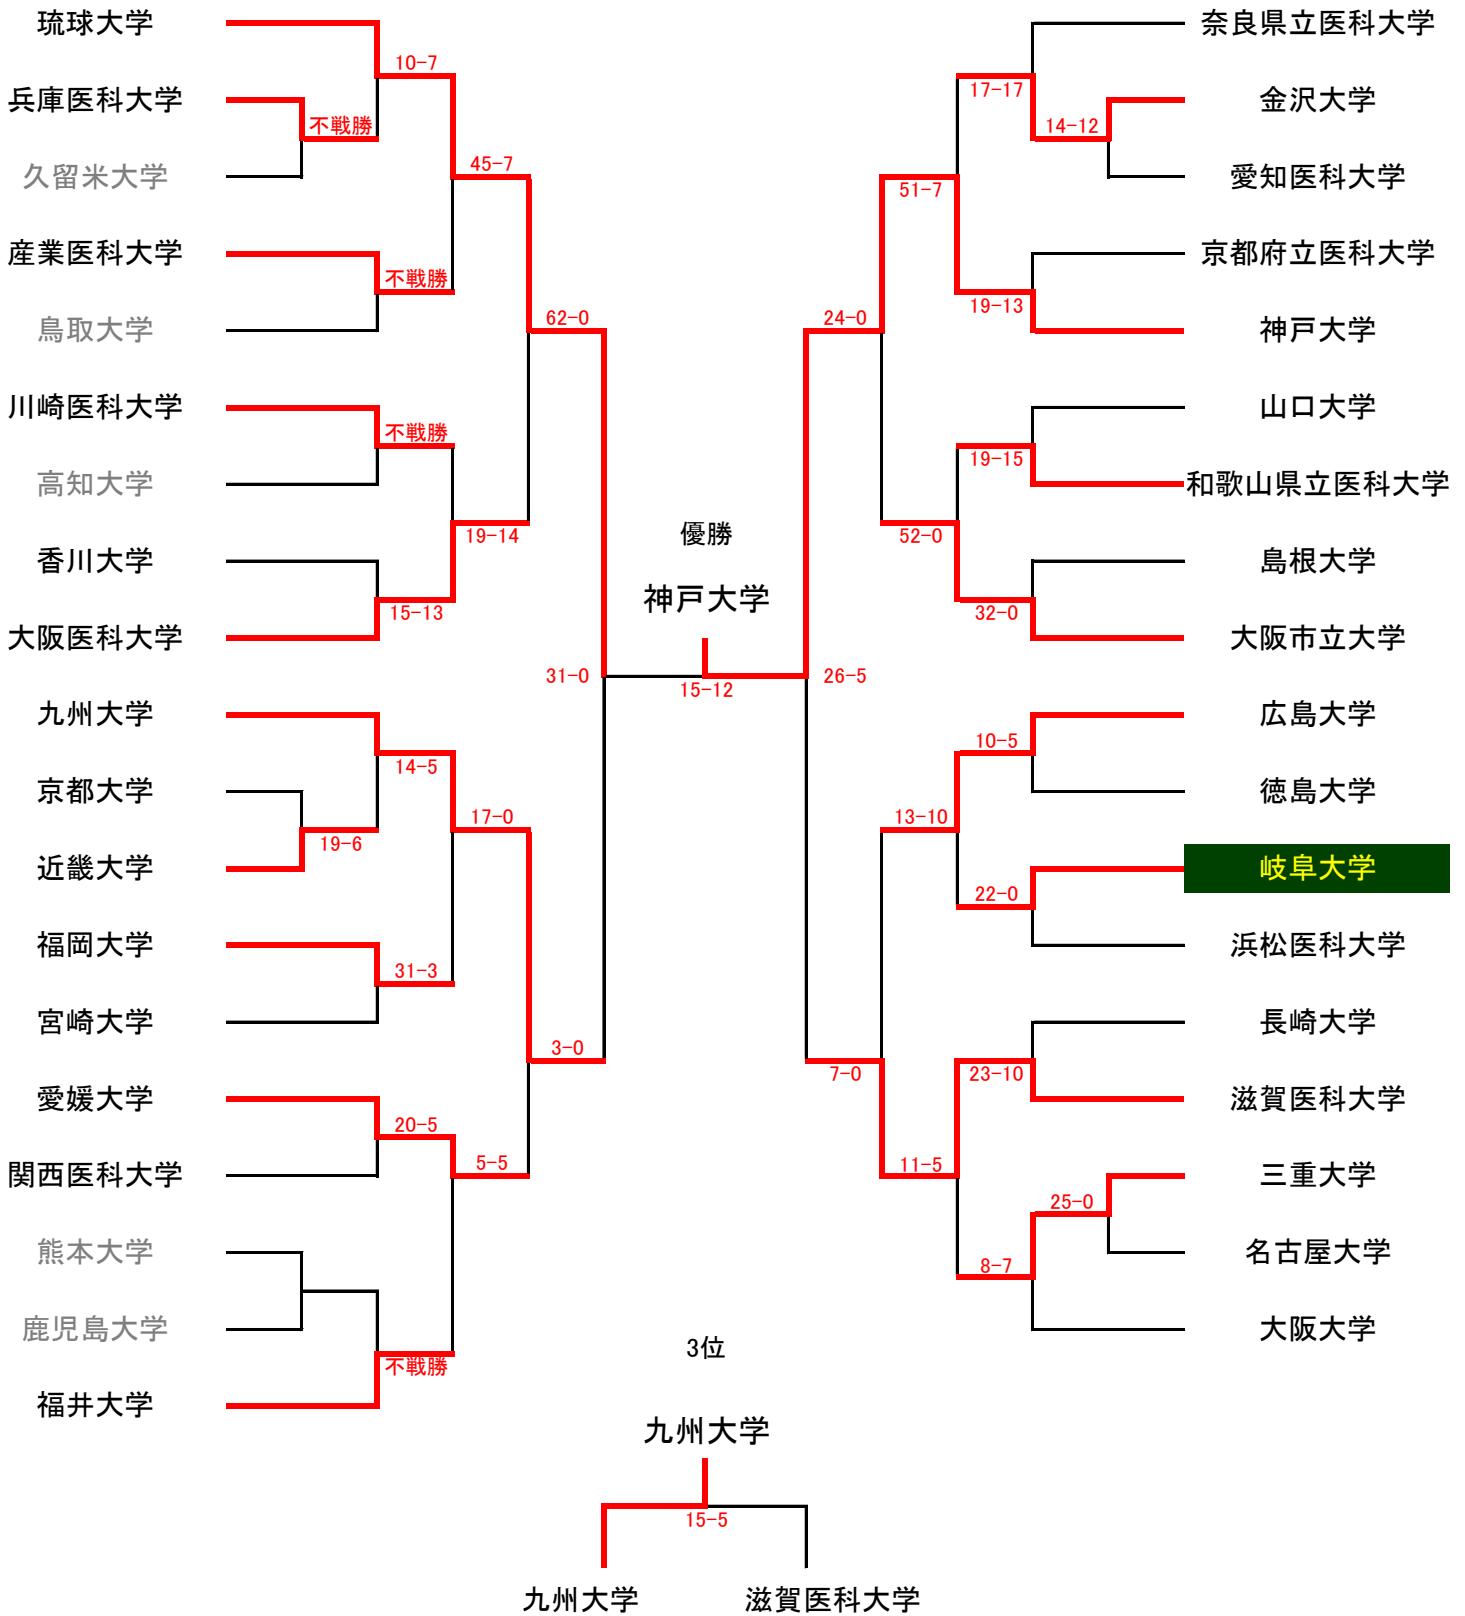 琉球大学
10-7
兵庫医科大学
不戦勝
久留米大学
45-7
産業医科大学
不戦勝
鳥取大学
62-0
川崎医科大学
不戦勝
高知大学
19-14
香川大学
15-13
大阪医科大学
31-0
九州大学
14-5
京都大学
17-0
19-6
近畿大学
福岡大学
31-3
宮崎大学
3-0
愛媛大学
20-5
関西医科大学
5-5
熊本大学
鹿児島大学
不戦勝
福井大学
優勝
神戸大学
15-12
奈良県立医科大学
17-17
金沢大学
14-12
愛知医科大学
51-7
京都府立医科大学
19-13
神戸大学
24-0
山口大学
19-15
和歌山県立医科大学
52-0
島根大学
32-0
大阪市立大学
26-5
広島大学
10-5
徳島大学
13-10
岐阜大学
22-0
浜松医科大学
長崎大学
7-0
23-10
滋賀医科大学
11-5
三重大学
25-0
名古屋大学
8-7
大阪大学
3位
九州大学
15-5
九州大学
滋賀医科大学